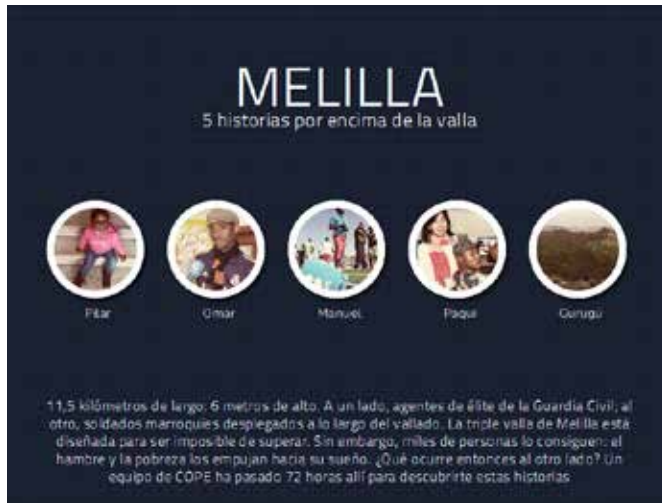 MELILLA
5 historias por encima de la valla
Pilar
Omar
Manuel
Paqui
Gurugú
11,5 kilómetros de largo; 6 metros de alto. A un lado, agentes de élite de la Guardia Civil; al
otro, soldados marroquíes desplegados a lo largo del vallado. La triple valla de Melilla está
diseñada para ser imposible de superar. Sin embargo, miles de personas lo consiguen: el
hambre y la pobreza los empujan hacia su sueño. ¿Qué ocurre entonces al otro lado? Un
equipo de COPE ha pasado 72 horas allí para descubrirte estas historias